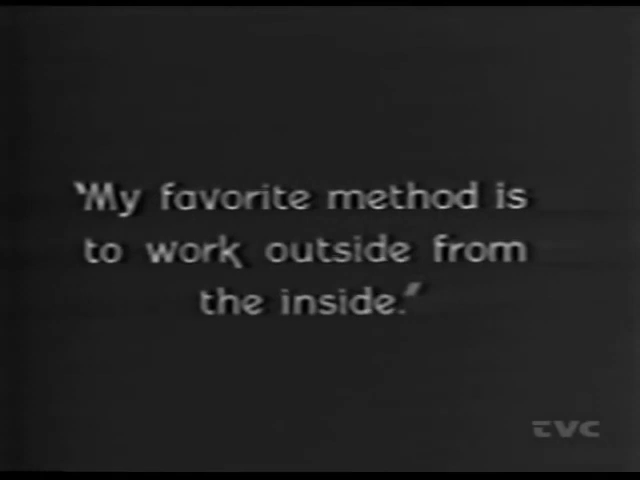 "My favorite method is
to work outside from
the inside."
TVC